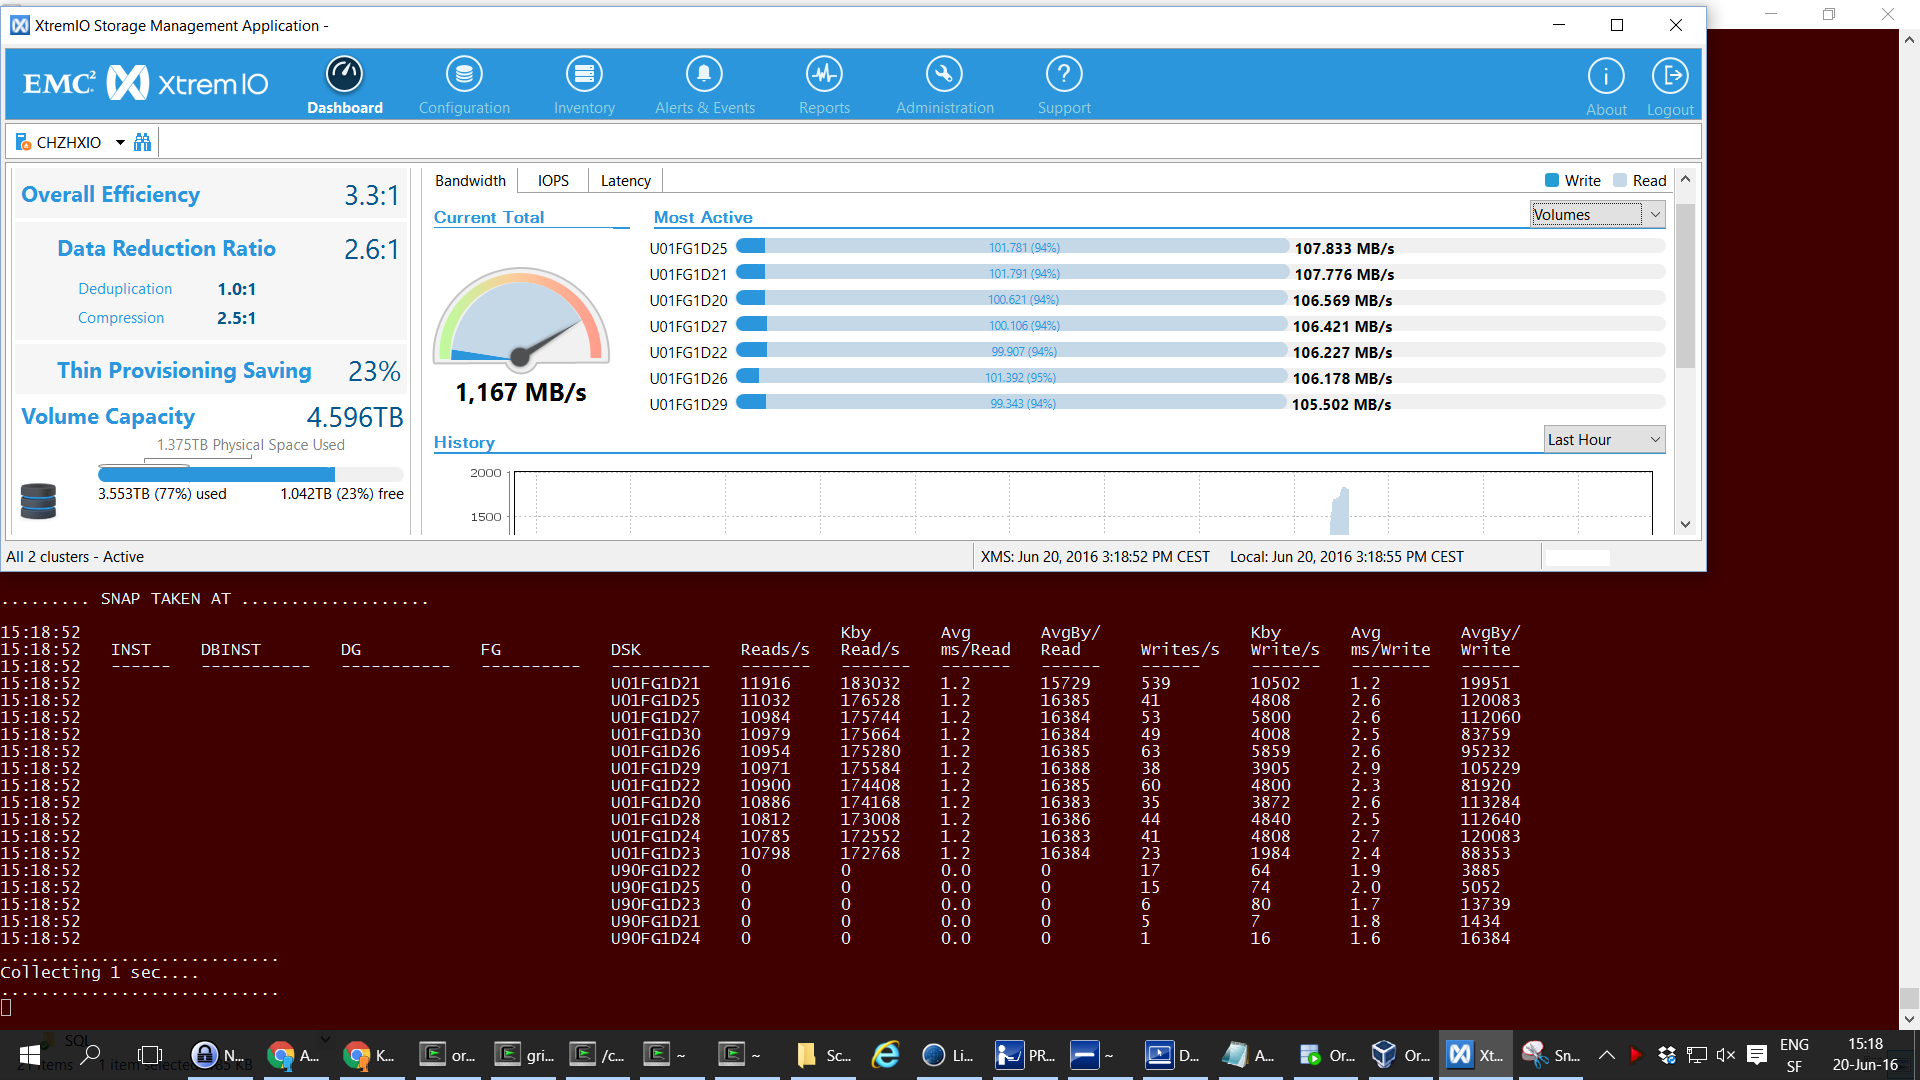 XtremIO Storage Management Application -
EMC² XtremIO
Dashboard Configuration Inventory Alerts & Events Reports Administration Support About Logout
CHZHXIO
Overall Efficiency 3.3:1
Data Reduction Ratio 2.6:1
Deduplication 1.0:1
Compression 2.5:1
Thin Provisioning Saving 23%
Volume Capacity 4.596TB
1.375TB Physical Space Used
3.553TB (77%) used 1.042TB (23%) free
Bandwidth IOPS Latency Write Read
Current Total
1,167 MB/s
Most Active Volumes
U01FG1D25 101.781 (94%) 107.833 MB/s
U01FG1D21 101.791 (94%) 107.776 MB/s
U01FG1D20 100.621 (94%) 106.569 MB/s
U01FG1D27 100.106 (94%) 106.421 MB/s
U01FG1D22 99.907 (94%) 106.227 MB/s
U01FG1D26 101.392 (95%) 106.178 MB/s
U01FG1D29 99.343 (94%) 105.502 MB/s
History Last Hour
2000
1500
All 2 clusters - Active XMS: Jun 20, 2016 3:18:52 PM CEST Local: Jun 20, 2016 3:18:55 PM CEST
......... SNAP TAKEN AT ...................
15:18:52 Kby Avg AvgBy/ Kby Avg AvgBy/
15:18:52 INST DBINST DG FG DSK Reads/s Read/s ms/Read Read Writes/s Write/s ms/Write Write
15:18:52 ------ ----------- ----------- ---------- ---------- ------- ------- ------- ------ ------ ------- -------- ------
15:18:52 U01FG1D21 11916 183032 1.2 15729 539 10502 1.2 19951
15:18:52 U01FG1D25 11032 176528 1.2 16385 41 4808 2.6 120083
15:18:52 U01FG1D27 10984 175744 1.2 16384 53 5800 2.6 112060
15:18:52 U01FG1D30 10979 175664 1.2 16384 49 4008 2.5 83759
15:18:52 U01FG1D26 10954 175280 1.2 16385 63 5859 2.6 95232
15:18:52 U01FG1D29 10971 175584 1.2 16388 38 3905 2.9 105229
15:18:52 U01FG1D22 10900 174408 1.2 16385 60 4800 2.3 81920
15:18:52 U01FG1D20 10886 174168 1.2 16383 35 3872 2.6 113284
15:18:52 U01FG1D28 10812 173008 1.2 16386 44 4840 2.5 112640
15:18:52 U01FG1D24 10785 172552 1.2 16383 41 4808 2.7 120083
15:18:52 U01FG1D23 10798 172768 1.2 16384 23 1984 2.4 88353
15:18:52 U90FG1D22 0 0 0.0 0 17 64 1.9 3885
15:18:52 U90FG1D25 0 0 0.0 0 15 74 2.0 5052
15:18:52 U90FG1D23 0 0 0.0 0 6 80 1.7 13739
15:18:52 U90FG1D21 0 0 0.0 0 5 7 1.8 1434
15:18:52 U90FG1D24 0 0 0.0 0 1 16 1.6 16384
............................
Collecting 1 sec....
............................
SQL
N... A... K... or... gri... /c... ~ ~ Sc... Li... PR... ~ D... A... Or... Or... Xt... Sn... ENG 15:18
SF 20-Jun-16